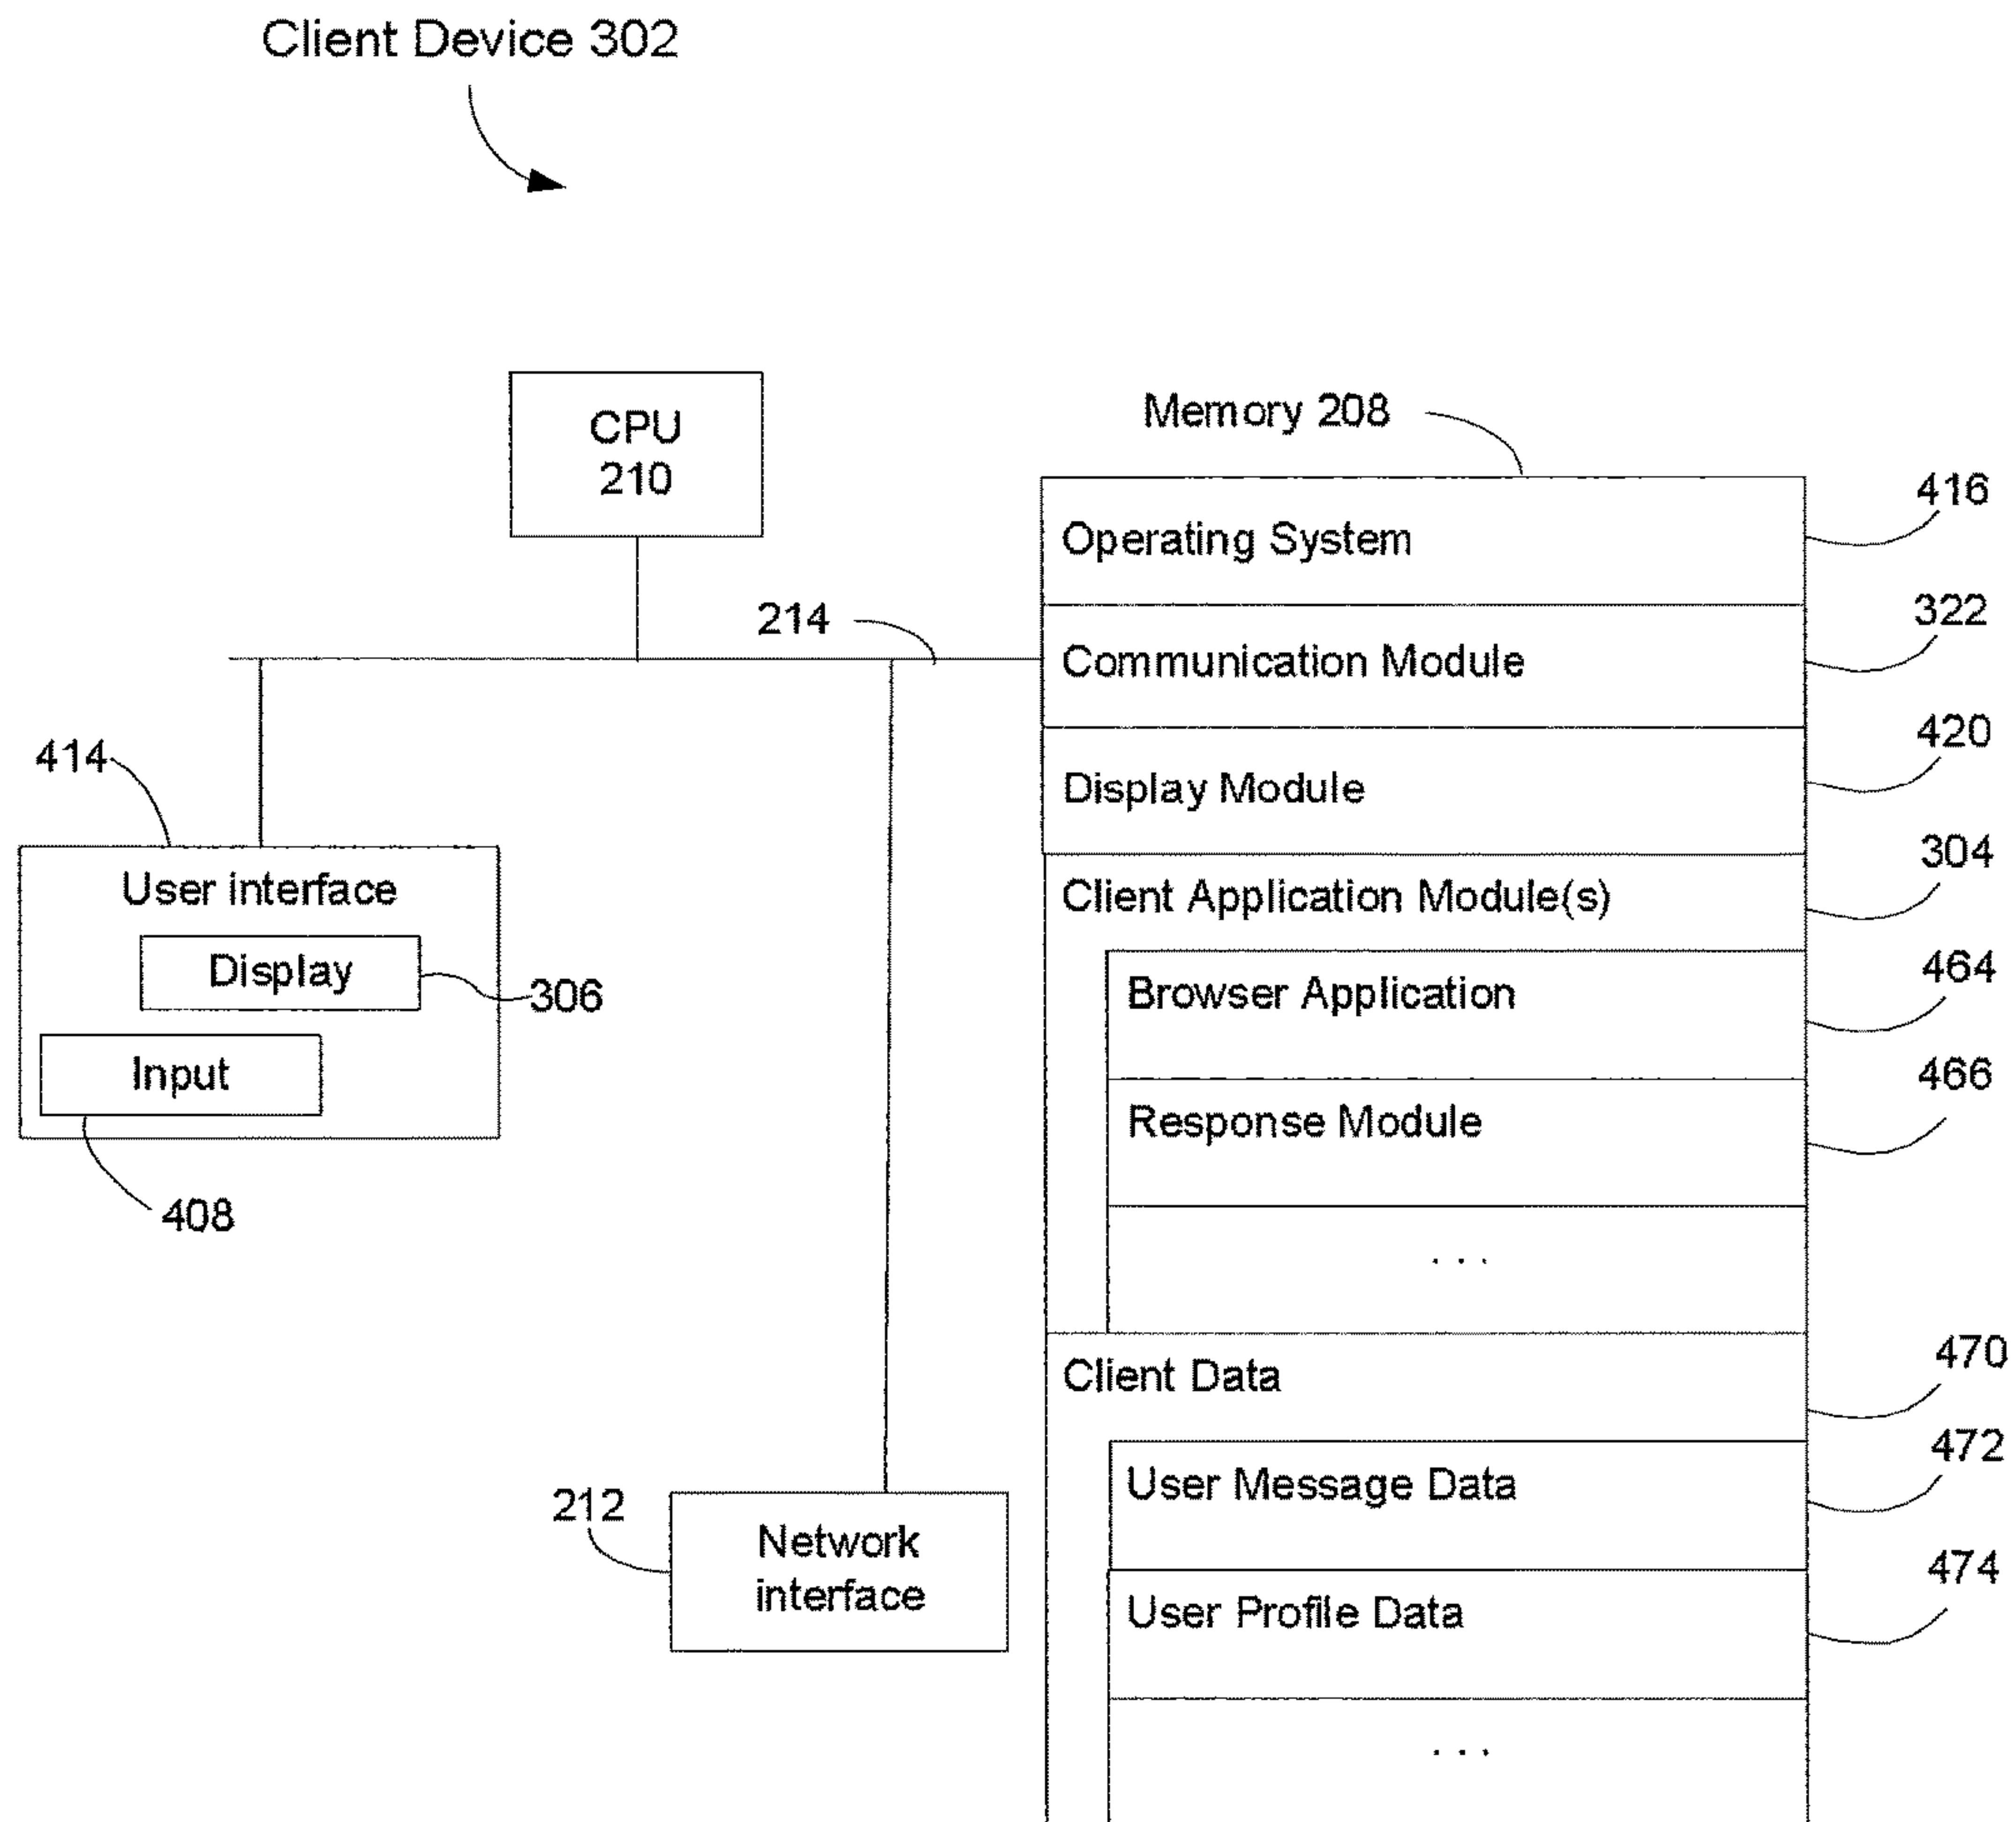 Client Device 302
CPU
210
Memory 208
Operating System
416
Communication Module
322
214
Display Module
420
414
User interface
Display
306
Input
408
Client Application Module(s)
304
Browser Application
464
Response Module
466
. . .
Client Data
470
User Message Data
472
212
Network
interface
User Profile Data
474
. . .